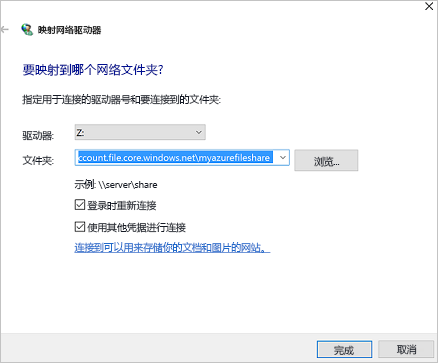 映射网络驱动器
要映射到哪个网络文件夹?
指定用于连接的驱动器号和要连接到的文件夹:
驱动器: Z:
文件夹: ccount.file.core.windows.net\myazurefileshare 浏览...
示例: \\server\share
登录时重新连接
使用其他凭据进行连接
连接到可以用来存储你的文档和图片的网站。
完成 取消